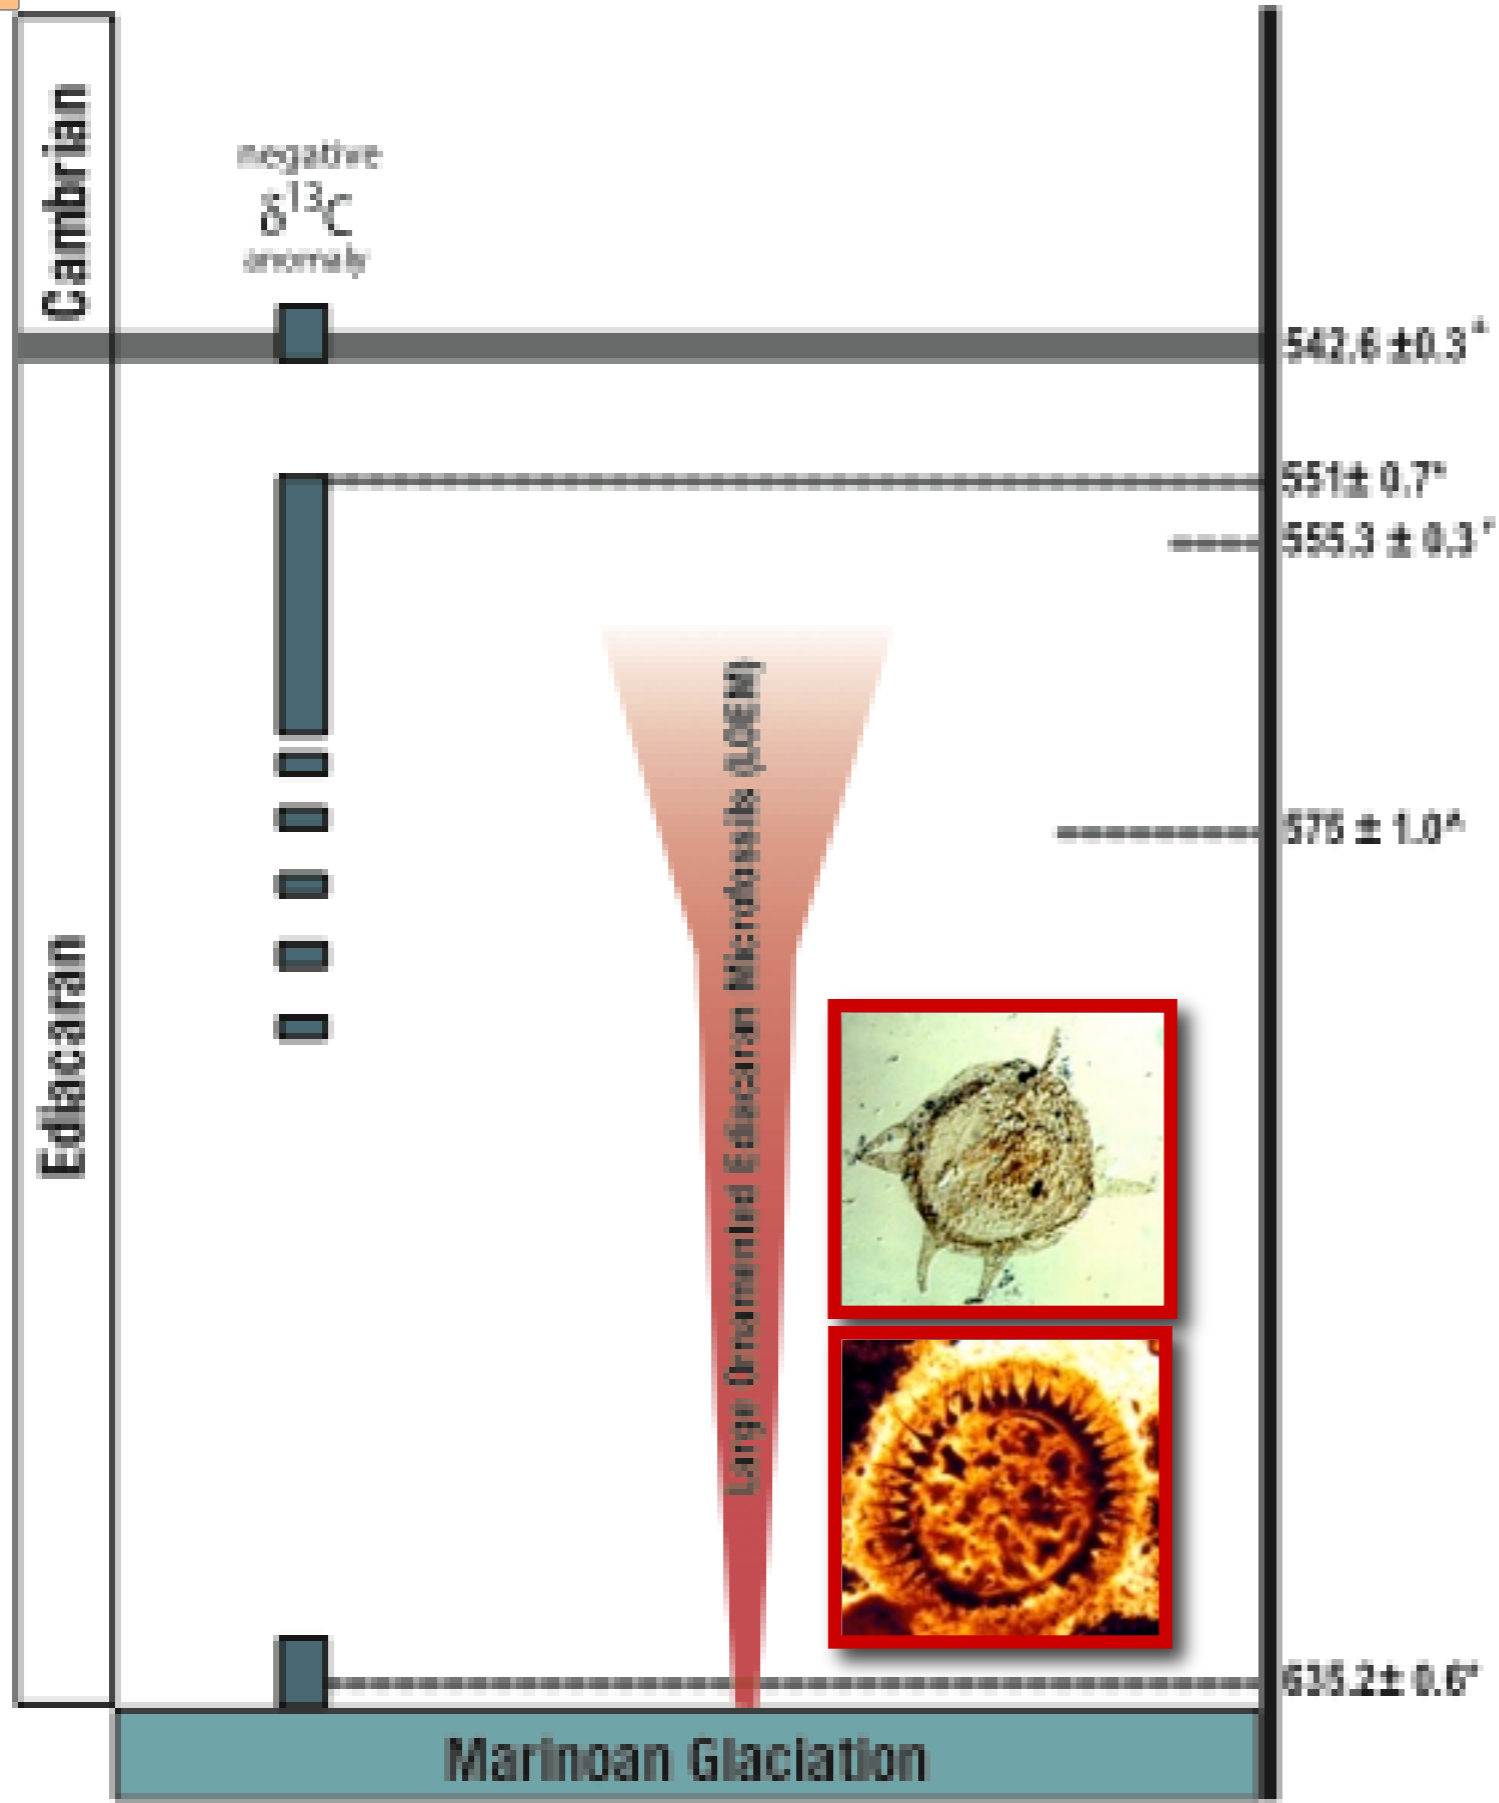 Cambrian
negative
δ¹³C
anomaly
542.6 ±0.3
551± 0.7*
555.3 ± 0.3
Large Ornamented Ediacaran Microfossils (LOEM)
575 ± 1.0^
Ediacaran
635.2± 0.6*
Marinoan Glaciation